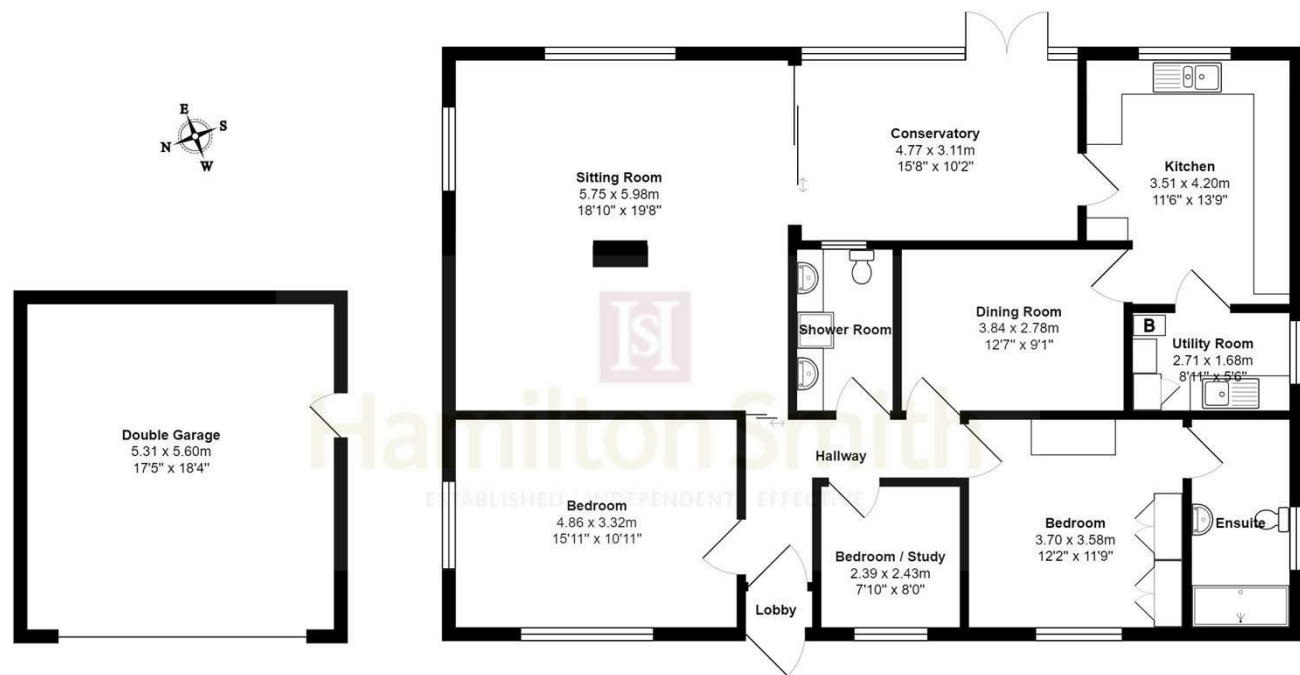 E
S
N
W
Sitting Room
5.75 x 5.98m
18'10" x 19'8"
Conservatory
4.77 x 3.11m
15'8" x 10'2"
Kitchen
3.51 x 4.20m
11'6" x 13'9"
Shower Room
Dining Room
3.84 x 2.78m
12'7" x 9'1"
B
Utility Room
2.71 x 1.68m
8'11" x 5'6"
Double Garage
5.31 x 5.60m
17'5" x 18'4"
HS
Hamilton Smith
ESTABLISHED | INDEPENDENT | EFFECTIVE
Hallway
Bedroom
4.86 x 3.32m
15'11" x 10'11"
Lobby
Bedroom / Study
2.39 x 2.43m
7'10" x 8'0"
Bedroom
3.70 x 3.58m
12'2" x 11'9"
Ensuite